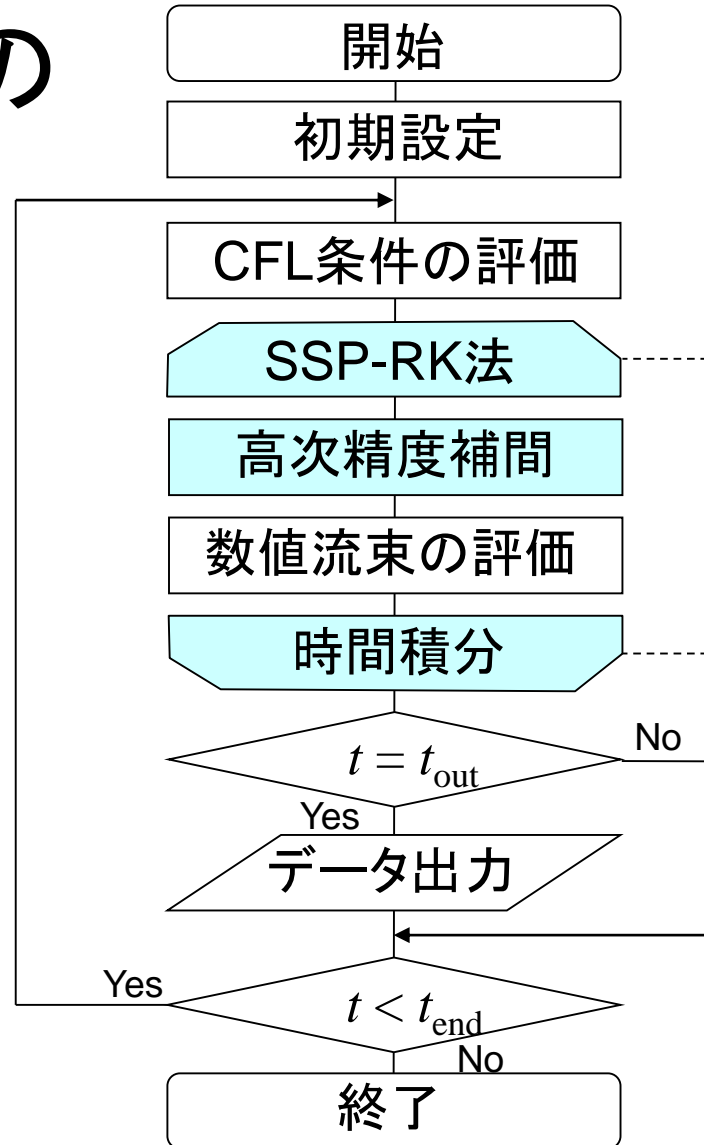 の
開始
初期設定
CFL条件の評価
SSP-RK法
高次精度補間
数値流束の評価
時間積分
t = t_out
No
Yes
データ出力
Yes
t < t_end
No
終了